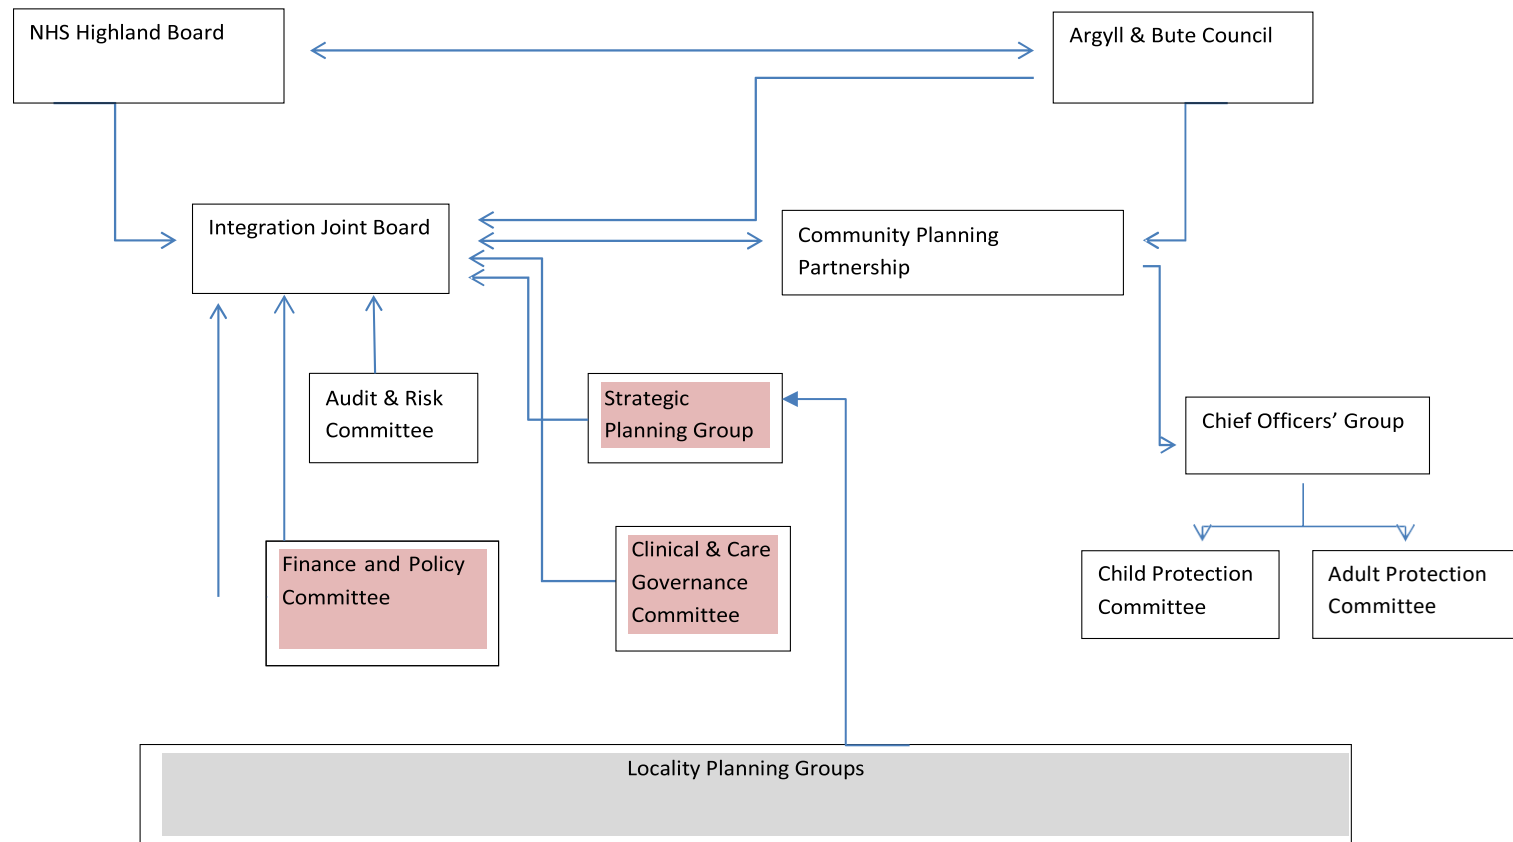 NHS Highland Board
Argyll & Bute Council
Integration Joint Board
Community Planning
Partnership
Audit & Risk
Committee
Strategic
Planning Group
Chief Officers’ Group
Finance and Policy
Committee
Clinical & Care
Governance
Committee
Child Protection
Committee
Adult Protection
Committee
Locality Planning Groups